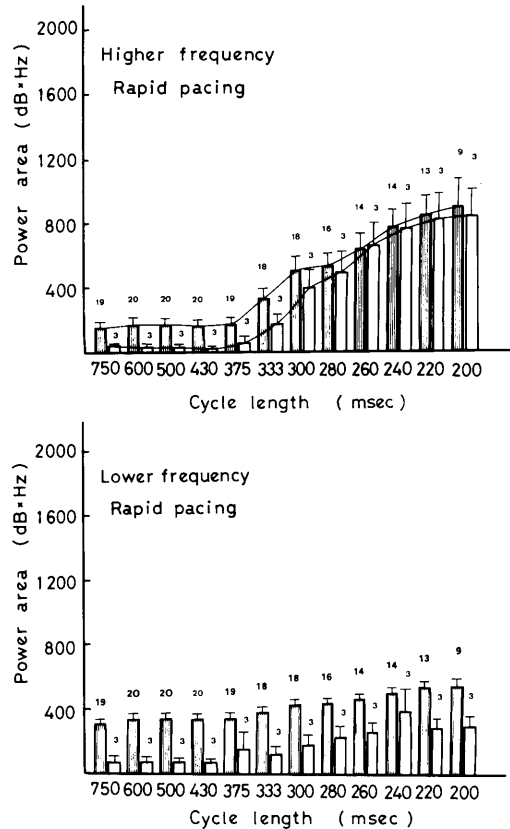 2000
Higher frequency
Rapid pacing
1600
1200
800
400
Power area (dB*Hz)
19 20 20 20 19 18 18 16 14 14 13 9
3 3 3 3 3 3 3 3 3 3 3 3
750 600 500 430 375 333 300 280 260 240 220 200
Cycle length (msec)
2000
Lower frequency
Rapid pacing
1600
1200
800
400
Power area (dB*Hz)
19 20 20 20 19 18 18 16 14 14 13 9
3 3 3 3 3 3 3 3 3 3 3 3
750 600 500 430 375 333 300 280 260 240 220 200
Cycle length (msec)